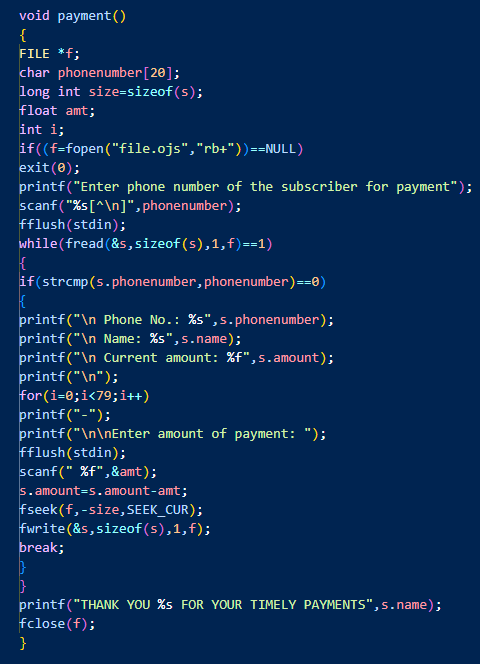 void payment()
{
FILE *f;
char phonenumber[20];
long int size=sizeof(s);
float amt;
int i;
if((f=fopen("file.ojs","rb+"))==NULL)
exit(0);
printf("Enter phone number of the subscriber for payment");
scanf("%s[^\n]",phonenumber);
fflush(stdin);
while(fread(&s,sizeof(s),1,f)==1)
{
if(strcmp(s.phonenumber,phonenumber)==0)
{
printf("\n Phone No.: %s",s.phonenumber);
printf("\n Name: %s",s.name);
printf("\n Current amount: %f",s.amount);
printf("\n");
for(i=0;i<79;i++)
printf("-");
printf("\n\nEnter amount of payment: ");
fflush(stdin);
scanf(" %f",&amt);
s.amount=s.amount-amt;
fseek(f,-size,SEEK_CUR);
fwrite(&s,sizeof(s),1,f);
break;
}
}
printf("THANK YOU %s FOR YOUR TIMELY PAYMENTS",s.name);
fclose(f);
}